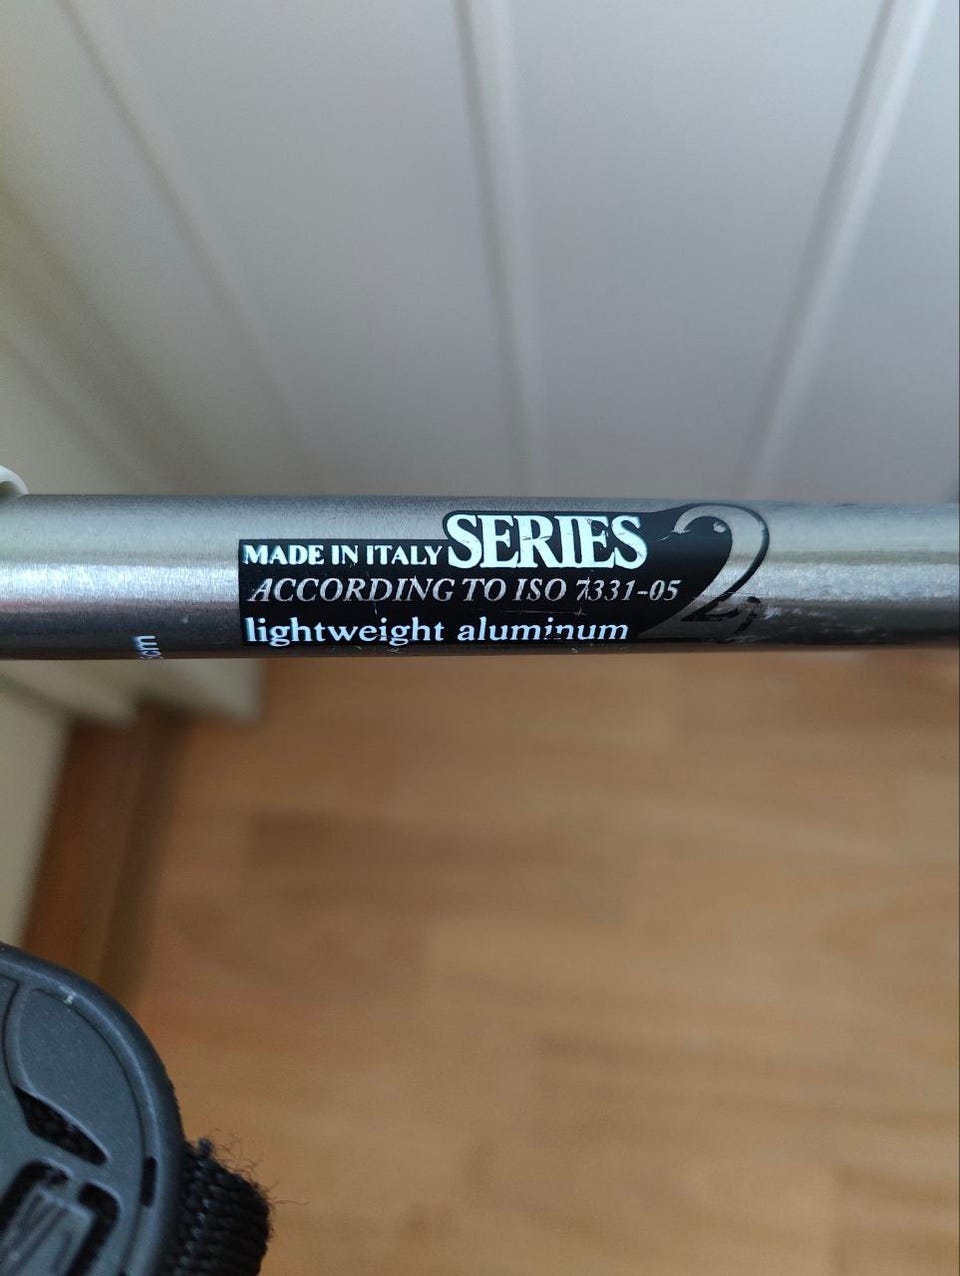 MADE IN ITALY SERIES 2
ACCORDING TO ISO 7331-05
lightweight aluminum